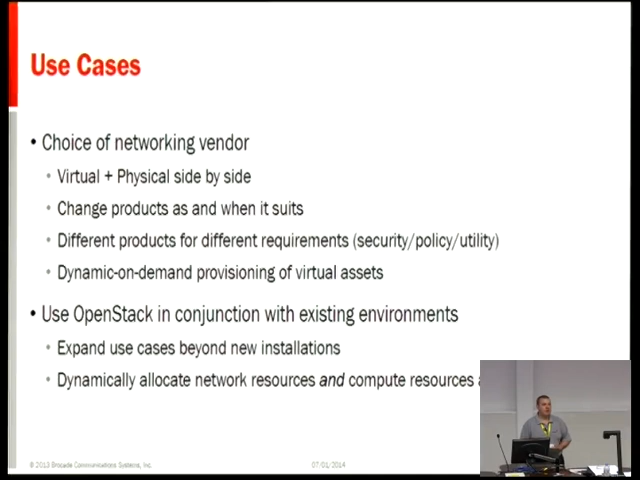 Use Cases
• Choice of networking vendor
• Virtual + Physical side by side
• Change products as and when it suits
• Different products for different requirements (security/policy/utility)
• Dynamic-on-demand provisioning of virtual assets
• Use OpenStack in conjunction with existing environments
• Expand use cases beyond new installations
• Dynamically allocate network resources and compute resources
© 2013 Brocade Communications Systems, Inc. 07/01/2014